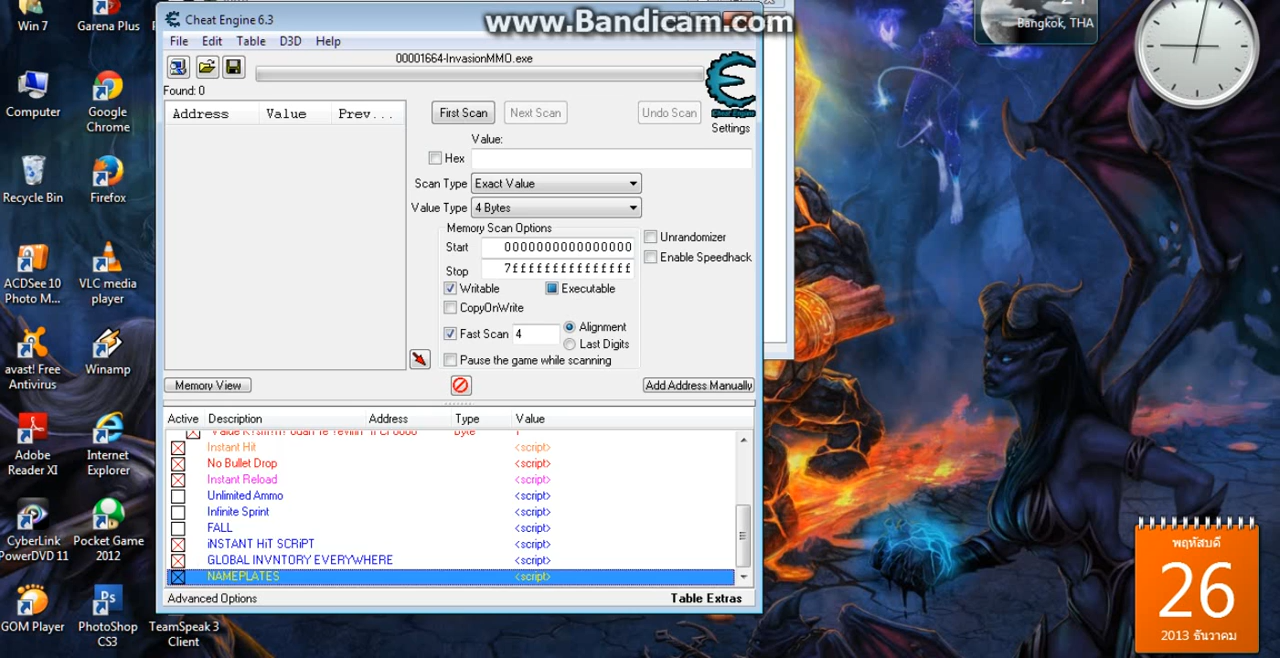 www.Bandicam.com
Win 7
Garena Plus
Computer
Google
Chrome
Recycle Bin
Firefox
ACDSee 10
Photo M...
VLC media
player
avast! Free
Antivirus
Winamp
Adobe
Reader XI
Internet
Explorer
CyberLink
PowerDVD 11
Pocket Game
2012
GOM Player
PhotoShop
CS3
TeamSpeak 3
Client
Cheat Engine 6.3
File Edit Table D3D Help
00001664-InvasionMMO.exe
Found: 0
Address Value Prev...
First Scan Next Scan Undo Scan
Cheat Engine
Settings
Value:
Hex
Scan Type Exact Value
Value Type 4 Bytes
Memory Scan Options
Start 0000000000000000
Stop 7fffffffffffffff
Unrandomizer
Enable Speedhack
Writable Executable
CopyOnWrite
Fast Scan 4 Alignment
Last Digits
Pause the game while scanning
Memory View Add Address Manually
Active Description Address Type Value
Instant Hit <script>
No Bullet Drop <script>
Instant Reload <script>
Unlimited Ammo <script>
Infinite Sprint <script>
FALL <script>
iNSTANT HiT SCRiPT <script>
GLOBAL INVNTORY EVERYWHERE <script>
NAMEPLATES <script>
Advanced Options Table Extras
Bangkok, THA
พฤหัสบดี
26
2013 ธันวาคม